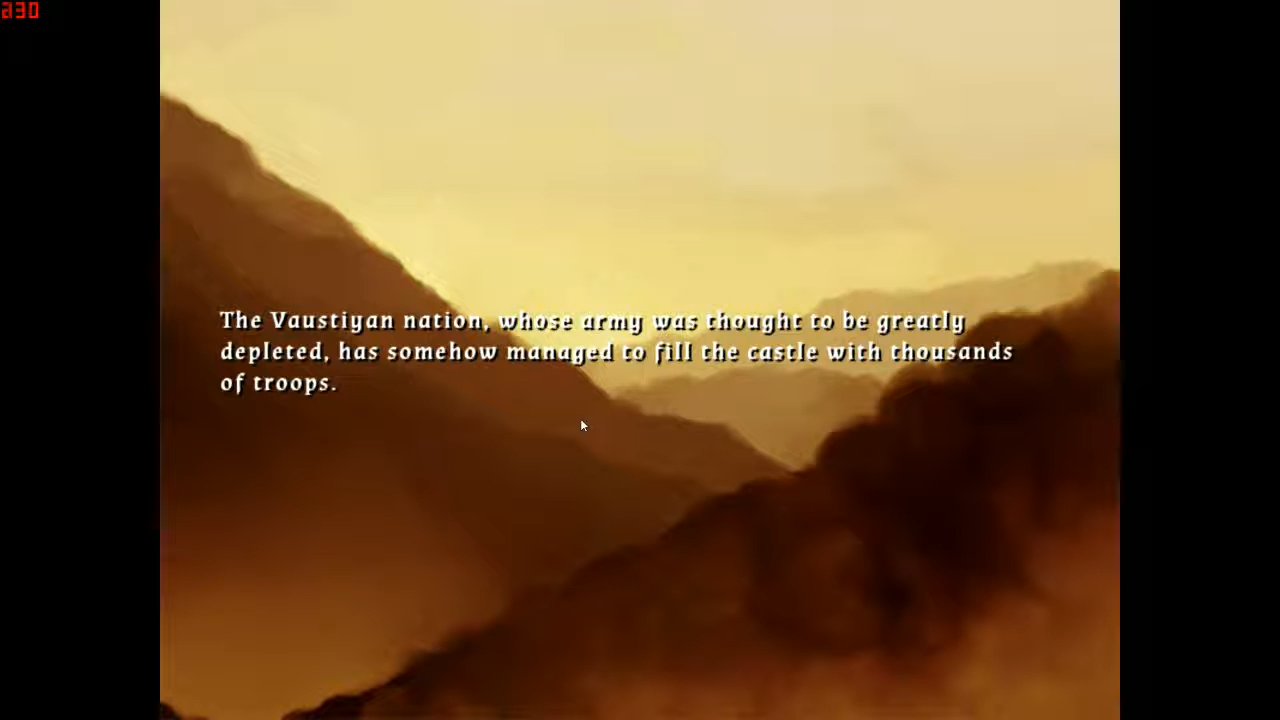 230
The Vaustiyan nation, whose army was thought to be greatly
depleted, has somehow managed to fill the castle with thousands
of troops.